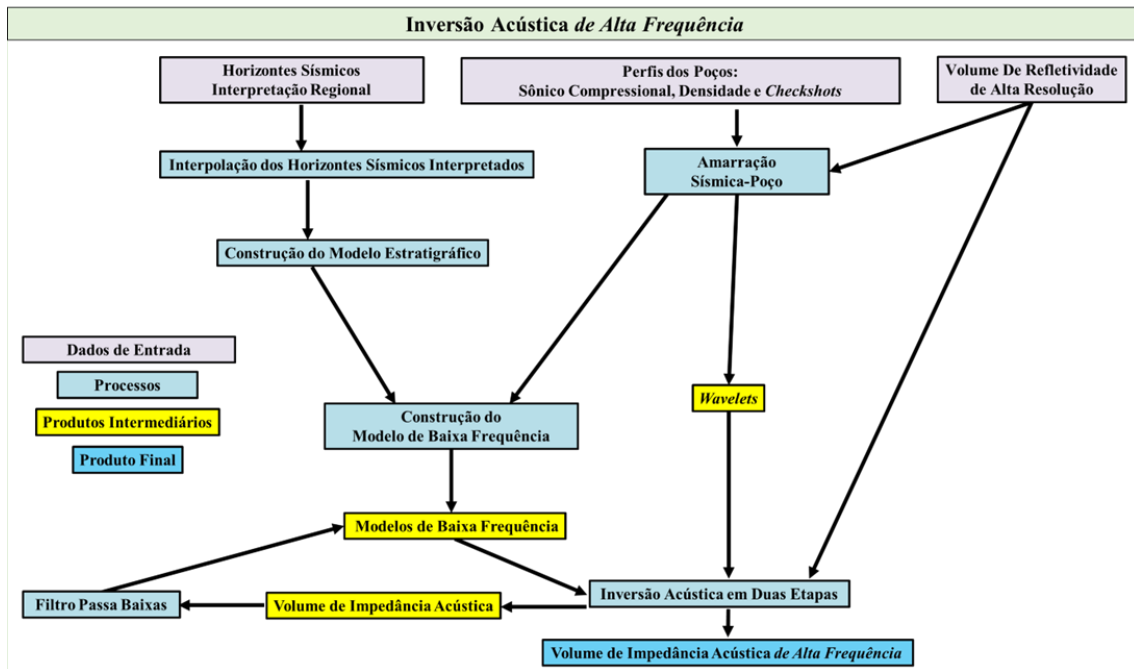 Inversão Acústica de Alta Frequência
Horizontes Sísmicos
Interpretação Regional
Perfis dos Poços:
Sônico Compressional, Densidade e Checkshots
Volume De Refletividade
de Alta Resolução
Interpolação dos Horizontes Sísmicos Interpretados
Amarração
Sísmica-Poço
Construção do Modelo Estratigráfico
Dados de Entrada
Processos
Produtos Intermediários
Produto Final
Wavelets
Construção do
Modelo de Baixa Frequência
Modelos de Baixa Frequência
Filtro Passa Baixas
Volume de Impedância Acústica
Inversão Acústica em Duas Etapas
Volume de Impedância Acústica de Alta Frequência